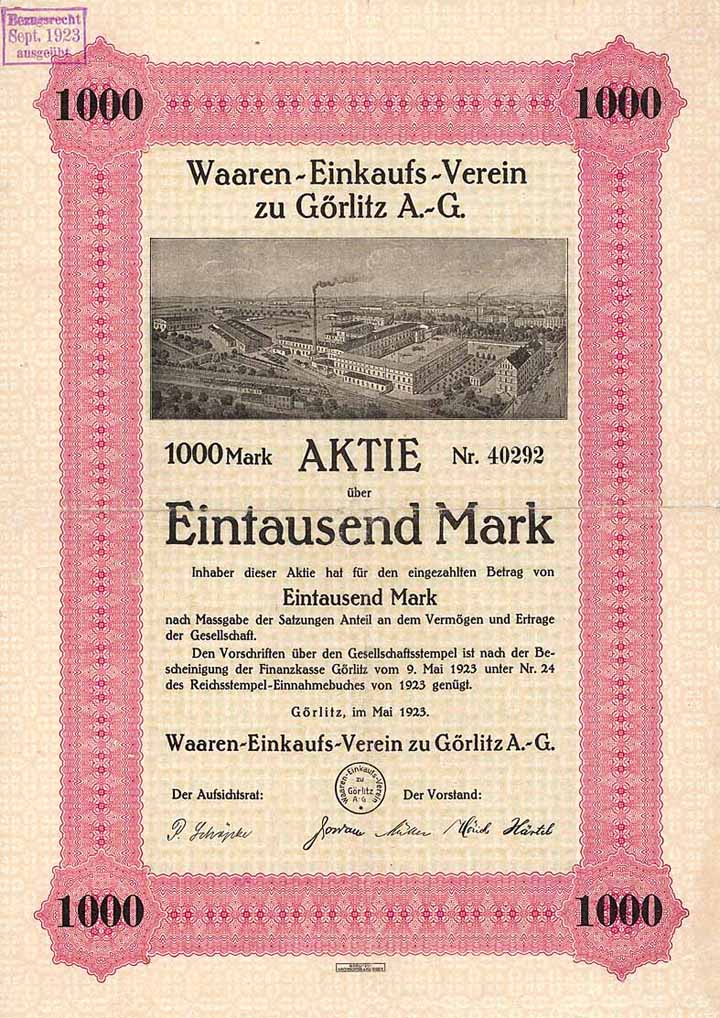 Bezugsrecht
Sept. 1923
ausgeübt
1000 1000
Waaren-Einkaufs-Verein
zu Görlitz A.-G.
1000 Mark AKTIE Nr. 40292
über
Eintausend Mark
Inhaber dieser Aktie hat für den eingezahlten Betrag von
Eintausend Mark
nach Massgabe der Satzungen Anteil an dem Vermögen und Ertrage
der Gesellschaft.
Den Vorschriften über den Gesellschaftsstempel ist nach der Be-
scheinigung der Finanzkasse Görlitz vom 9. Mai 1923 unter Nr. 24
des Reichsstempel-Einnahmebuches von 1923 genügt.
Görlitz, im Mai 1923.
Waaren-Einkaufs-Verein zu Görlitz A.-G.
Waaren-Einkaufs-Verein
zu
Görlitz
A.-G.
Der Aufsichtsrat: Der Vorstand:
Müller
1000 1000